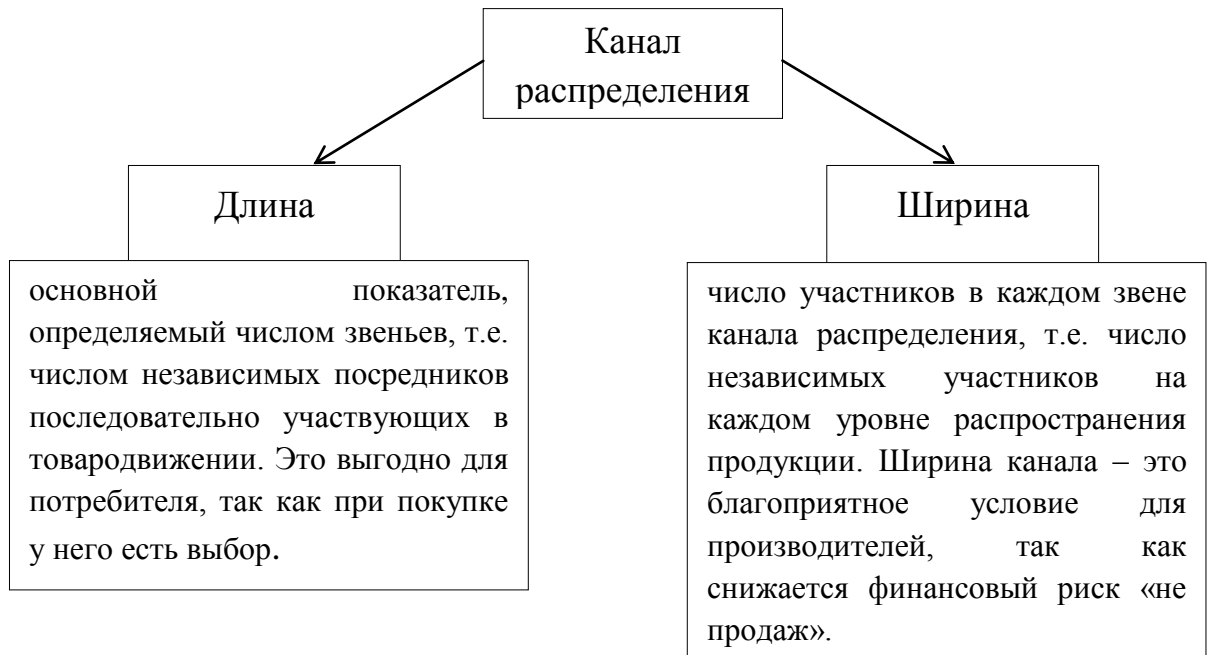 Канал
распределения
Длина
основной показатель,
определяемый числом звеньев, т.е.
числом независимых посредников
последовательно участвующих в
товародвижении. Это выгодно для
потребителя, так как при покупке
у него есть выбор.
Ширина
число участников в каждом звене
канала распределения, т.е. число
независимых участников на
каждом уровне распространения
продукции. Ширина канала – это
благоприятное условие для
производителей, так как
снижается финансовый риск «не
продаж».